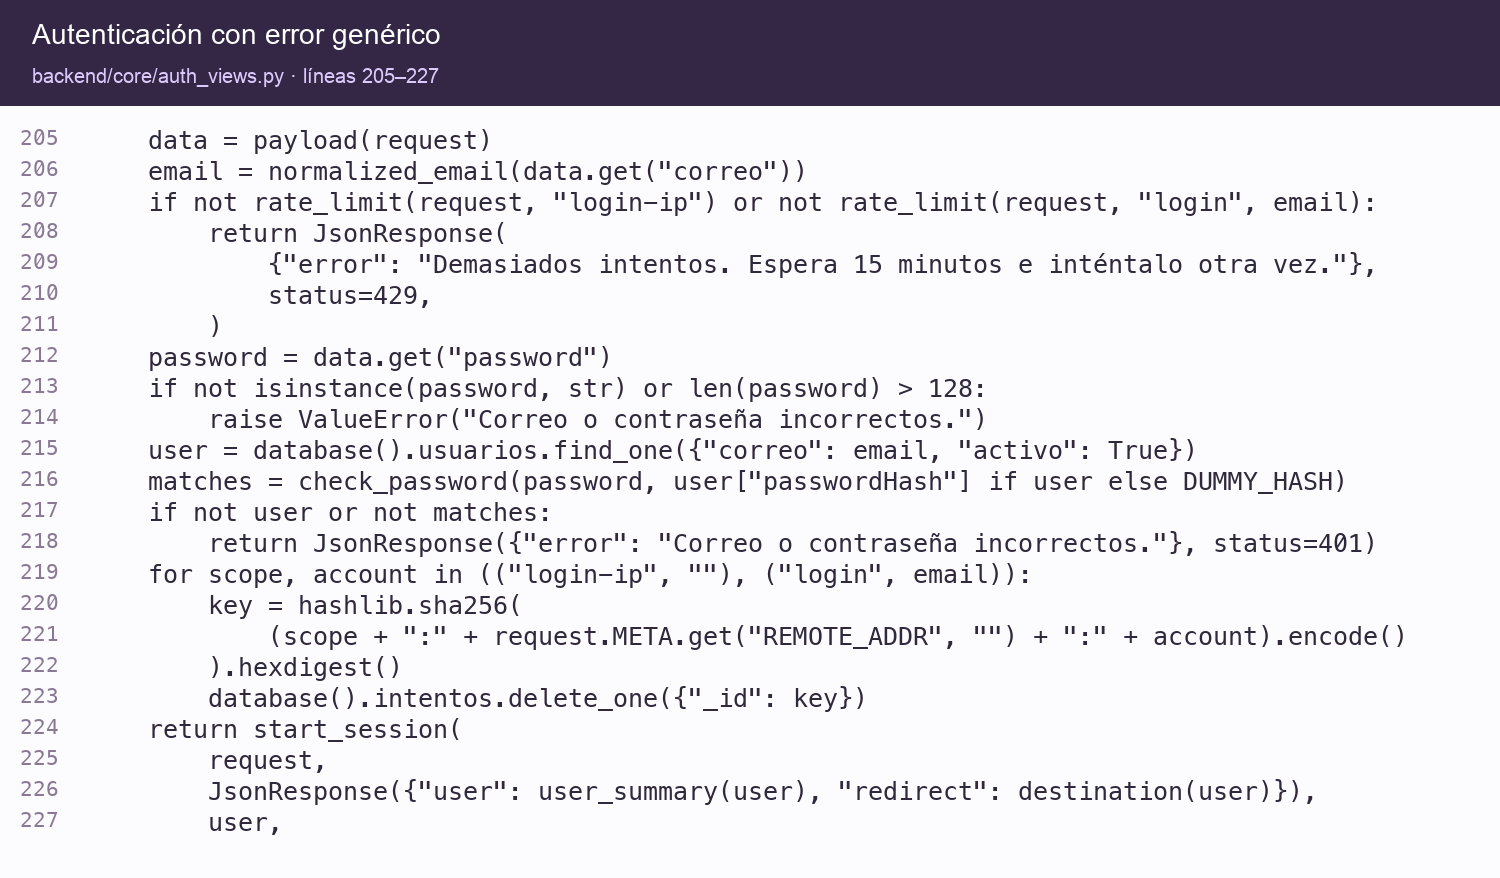 Autenticación con error genérico
backend/core/auth_views.py · líneas 205–227
205 data = payload(request)
206 email = normalized_email(data.get("correo"))
207 if not rate_limit(request, "login-ip") or not rate_limit(request, "login", email):
208 return JsonResponse(
209 {"error": "Demasiados intentos. Espera 15 minutos e inténtalo otra vez."},
210 status=429,
211 )
212 password = data.get("password")
213 if not isinstance(password, str) or len(password) > 128:
214 raise ValueError("Correo o contraseña incorrectos.")
215 user = database().usuarios.find_one({"correo": email, "activo": True})
216 matches = check_password(password, user["passwordHash"] if user else DUMMY_HASH)
217 if not user or not matches:
218 return JsonResponse({"error": "Correo o contraseña incorrectos."}, status=401)
219 for scope, account in (("login-ip", ""), ("login", email)):
220 key = hashlib.sha256(
221 (scope + ":" + request.META.get("REMOTE_ADDR", "") + ":" + account).encode()
222 ).hexdigest()
223 database().intentos.delete_one({"_id": key})
224 return start_session(
225 request,
226 JsonResponse({"user": user_summary(user), "redirect": destination(user)}),
227 user,